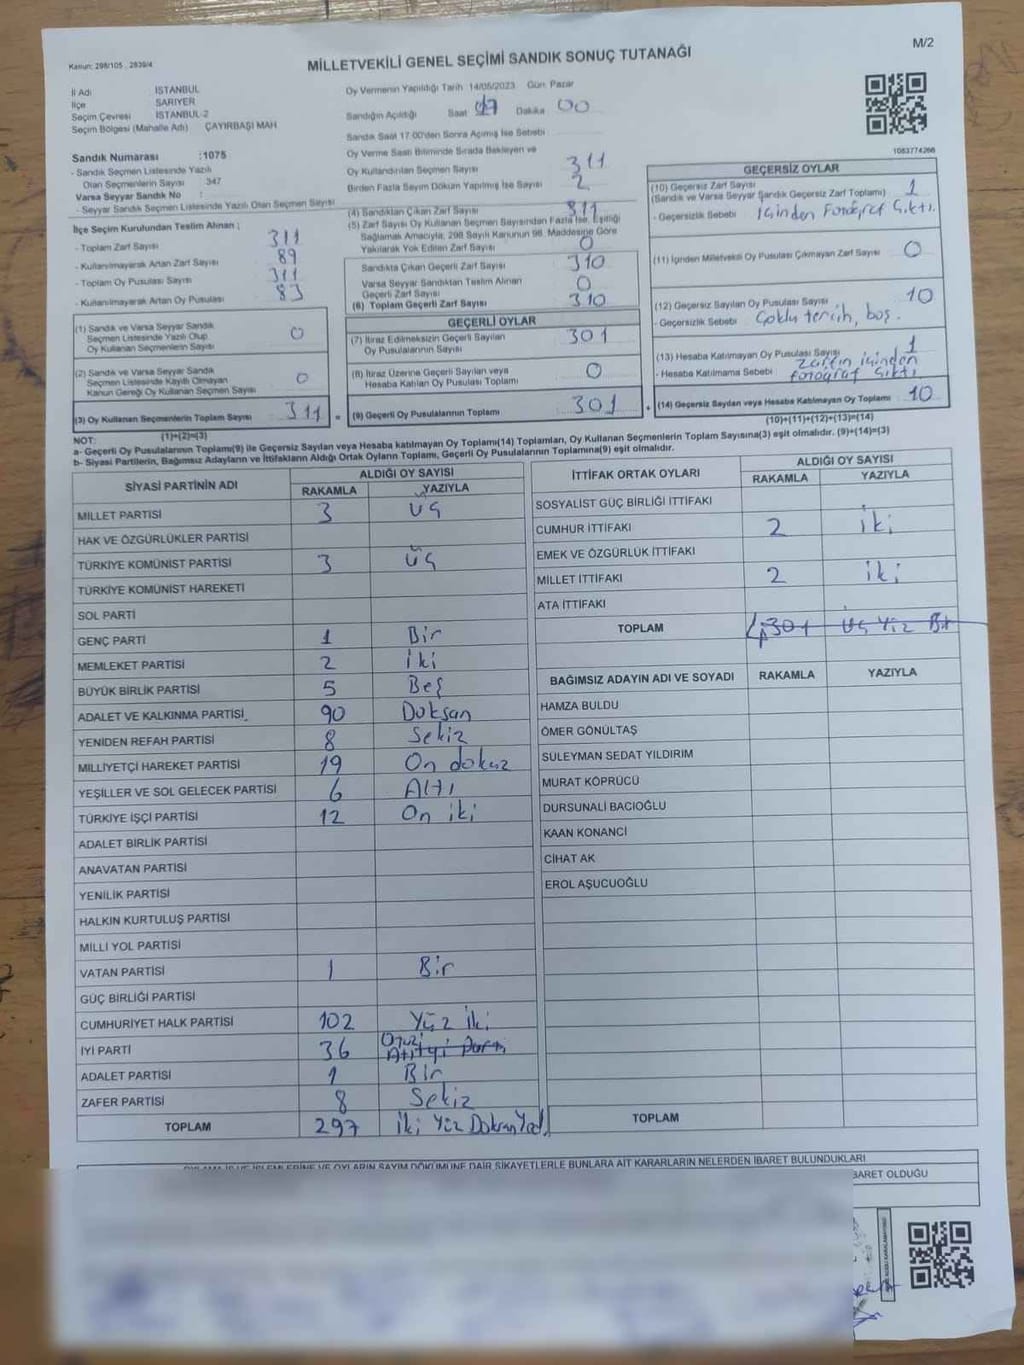 Kanun: 298/105 , 2839/4
MİLLETVEKİLİ GENEL SEÇİMİ SANDIK SONUÇ TUTANAĞI
M/2
İl Adı İSTANBUL
İlçe SARIYER
Seçim Çevresi İSTANBUL-2
Seçim Bölgesi (Mahalle Adı) ÇAYIRBAŞI MAH
Sandık Numarası :1075
- Sandık Seçmen Listesinde Yazılı
Olan Seçmenlerin Sayısı 347
Varsa Seyyar Sandık No :
- Seyyar Sandık Seçmen Listesinde Yazılı Olan Seçmen Sayısı
Oy Vermenin Yapıldığı Tarih 14/05/2023 Gün Pazar
Sandığın Açıldığı Saat 17 Dakika 00
Sandık Saat 17.00'den Sonra Açılmış İse Sebebi
Oy Verme Saati Bitiminde Sırada Bekleyen ve
Oy Kullandırılan Seçmen Sayısı 311
Birden Fazla Sayım Döküm Yapılmış İse Sayısı 2
1083774266
İlçe Seçim Kurulundan Teslim Alınan ;
- Toplam Zarf Sayısı 311
- Kullanılmayarak Artan Zarf Sayısı 89
- Toplam Oy Pusulası Sayısı 311
- Kullanılmayarak Artan Oy Pusulası 83
(1) Sandık ve Varsa Seyyar Sandık
Seçmen Listesinde Yazılı Olup
Oy Kullanan Seçmenlerin Sayısı 0
(2) Sandık ve Varsa Seyyar Sandık
Seçmen Listesinde Kayıtlı Olmayan
Kanun Gereği Oy Kullanan Seçmen Sayısı 0
(3) Oy Kullanan Seçmenlerin Toplam Sayısı 311 =
(1)+(2)=(3)
(4) Sandıktan Çıkan Zarf Sayısı 311
(5) Zarf Sayısı Oy Kullanan Seçmen Sayısından Fazla İse, Eşitliği
Sağlamak Amacıyla, 298 Sayılı Kanunun 98. Maddesine Göre
Yakılarak Yok Edilen Zarf Sayısı 0
Sandıkta Çıkan Geçerli Zarf Sayısı 310
Varsa Seyyar Sandıktan Teslim Alınan
Geçerli Zarf Sayısı 0
(6) Toplam Geçerli Zarf Sayısı 310
GEÇERLİ OYLAR
(7) İtiraz Edilmeksizin Geçerli Sayılan
Oy Pusulalarının Sayısı 301
(8) İtiraz Üzerine Geçerli Sayılan veya
Hesaba Katılan Oy Pusulası Toplamı 0
(9) Geçerli Oy Pusulalarının Toplamı 301 +
GEÇERSİZ OYLAR
(10) Geçersiz Zarf Sayısı 1
(Sandık ve Varsa Seyyar Sandık Geçersiz Zarf Toplamı)
- Geçersizlik Sebebi içinden Fotoğraf çıktı.
(11) İçinden Milletvekili Oy Pusulası Çıkmayan Zarf Sayısı 0
(12) Geçersiz Sayılan Oy Pusulası Sayısı 10
- Geçersizlik Sebebi Çoklu tercih, boş.
(13) Hesaba Katılmayan Oy Pusulası Sayısı 1
- Hesaba Katılmama Sebebi zarfın içinden
fotoğraf çıktı
(14) Geçersiz Sayılan veya Hesaba Katılmayan Oy Toplamı 10
(10)+(11)+(12)+(13)=(14)
NOT:
a- Geçerli Oy Pusulalarının Toplamı(9) ile Geçersiz Sayılan veya Hesaba katılmayan Oy Toplamı(14) Toplamları, Oy Kullanan Seçmenlerin Toplam Sayısına(3) eşit olmalıdır. (9)+(14)=(3)
b- Siyasi Partilerin, Bağımsız Adayların ve İttifakların Aldığı Ortak Oyların Toplamı, Geçerli Oy Pusulalarının Toplamına(9) eşit olmalıdır.
SİYASİ PARTİNİN ADI ALDIĞI OY SAYISI
RAKAMLA YAZIYLA
MİLLET PARTİSİ 3 Üç
HAK VE ÖZGÜRLÜKLER PARTİSİ
TÜRKİYE KOMÜNİST PARTİSİ 3 Üç
TÜRKİYE KOMÜNİST HAREKETİ
SOL PARTİ
GENÇ PARTİ 1 Bir
MEMLEKET PARTİSİ 2 iki
BÜYÜK BİRLİK PARTİSİ 5 Beş
ADALET VE KALKINMA PARTİSİ 90 Doksan
YENİDEN REFAH PARTİSİ 8 Sekiz
MİLLİYETÇİ HAREKET PARTİSİ 19 On dokuz
YEŞİLLER VE SOL GELECEK PARTİSİ 6 Altı
TÜRKİYE İŞÇİ PARTİSİ 12 On iki
ADALET BİRLİK PARTİSİ
ANAVATAN PARTİSİ
YENİLİK PARTİSİ
HALKIN KURTULUŞ PARTİSİ
MİLLİ YOL PARTİSİ
VATAN PARTİSİ 1 Bir
GÜÇ BİRLİĞİ PARTİSİ
CUMHURİYET HALK PARTİSİ 102 Yüz iki
İYİ PARTİ 36 Otuz
ADALET PARTİSİ 1 Bir
ZAFER PARTİSİ 8 Sekiz
TOPLAM 297 iki Yüz Doksan Yedi
İTTİFAK ORTAK OYLARI ALDIĞI OY SAYISI
RAKAMLA YAZIYLA
SOSYALİST GÜÇ BİRLİĞİ İTTİFAKI
CUMHUR İTTİFAKI 2 iki
EMEK VE ÖZGÜRLÜK İTTİFAKI
MİLLET İTTİFAKI 2 iki
ATA İTTİFAKI
TOPLAM 4 301 Üç Yüz Bir
BAĞIMSIZ ADAYIN ADI VE SOYADI RAKAMLA YAZIYLA
HAMZA BULDU
ÖMER GÖNÜLTAŞ
SÜLEYMAN SEDAT YILDIRIM
MURAT KÖPRÜCÜ
DURSUNALİ BACIOĞLU
KAAN KONANCİ
CİHAT AK
EROL AŞUCUOĞLU
TOPLAM
OYLAMA İŞ VE İŞLEMLERİNE VE OYLARIN SAYIM DÖKÜMÜNE DAİR ŞİKAYETLERLE BUNLARA AİT KARARLARIN NELERDEN İBARET BULUNDUKLARI
BARET OLDUĞU